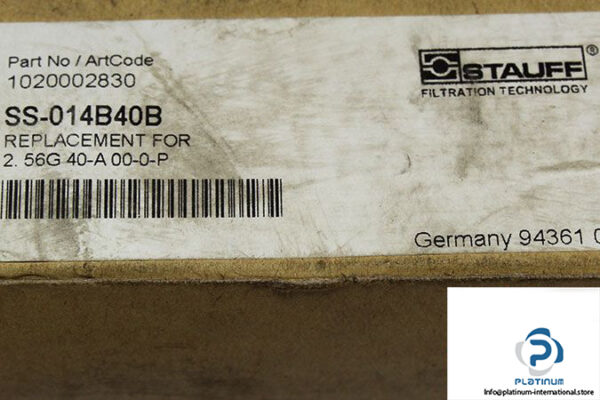 Part No / ArtCode
1020002830
SS-014B40B
REPLACEMENT FOR
2. 56G 40-A 00-0-P
STAUFF®
FILTRATION TECHNOLOGY
Germany 94361
PLATINUM
Info@platinum-international.store